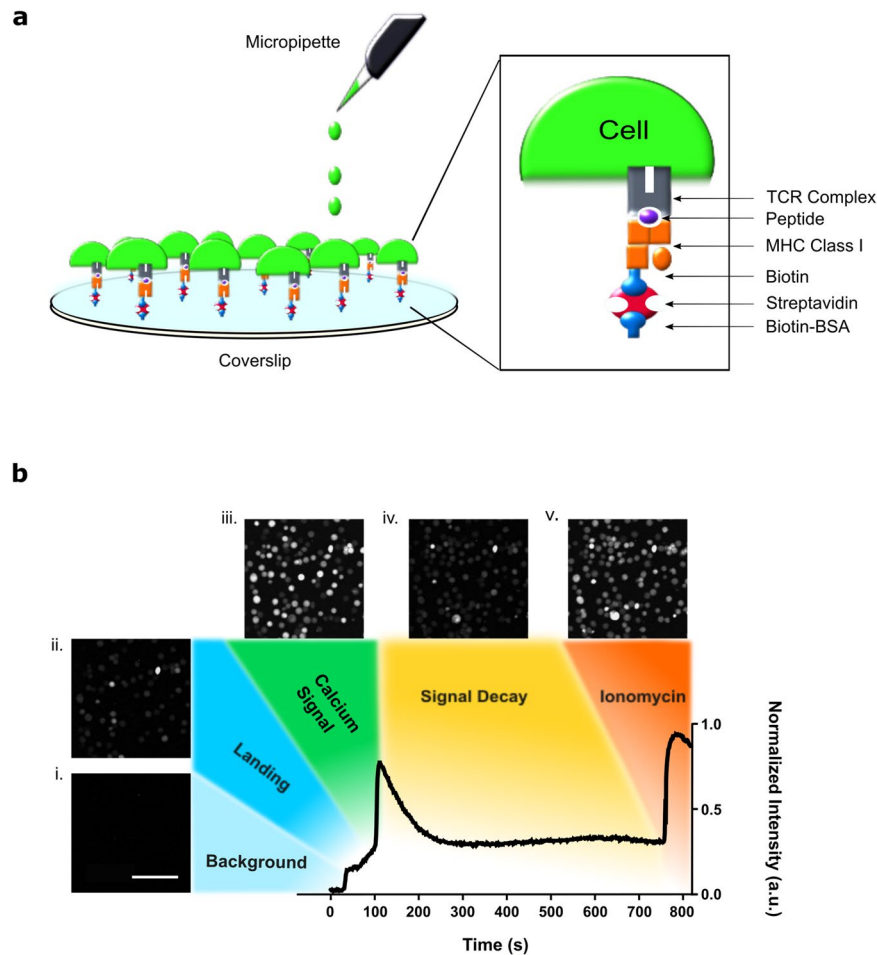 a
Micropipette
Cell
TCR Complex
Peptide
MHC Class I
Biotin
Streptavidin
Biotin-BSA
Coverslip
b
iii.
iv.
v.
ii.
i.
Calcium
Signal
Signal Decay
Ionomycin
Landing
Background
1.0
0.5
0.0
Normalized Intensity (a.u.)
0 100 200 300 400 500 600 700 800
Time (s)